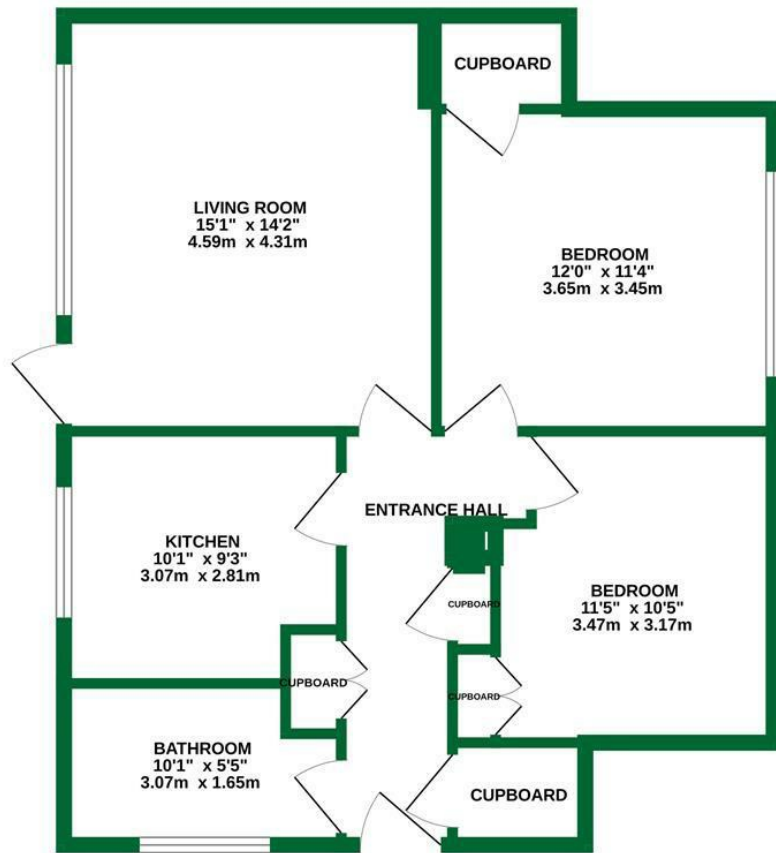 CUPBOARD
LIVING ROOM
15'1" x 14'2"
4.59m x 4.31m
BEDROOM
12'0" x 11'4"
3.65m x 3.45m
ENTRANCE HALL
KITCHEN
10'1" x 9'3"
3.07m x 2.81m
CUPBOARD
BEDROOM
11'5" x 10'5"
3.47m x 3.17m
CUPBOARD
CUPBOARD
BATHROOM
10'1" x 5'5"
3.07m x 1.65m
CUPBOARD